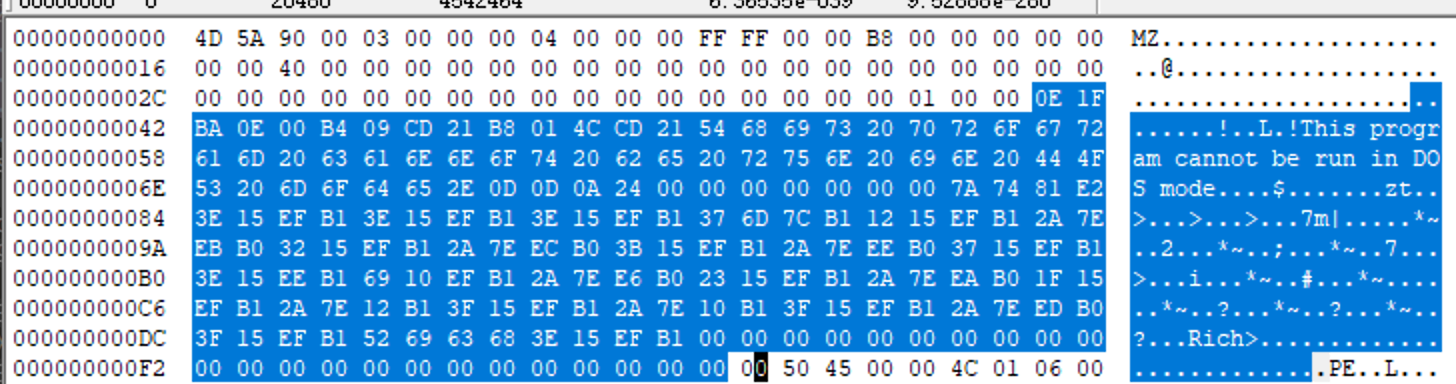 00000000 0 20480 4542464 6.36535e-039 9.52888e-280
00000000000 4D 5A 90 00 03 00 00 00 04 00 00 00 FF FF 00 00 B8 00 00 00 00 00 MZ....................
00000000016 00 00 40 00 00 00 00 00 00 00 00 00 00 00 00 00 00 00 00 00 00 00 ..@...................
0000000002C 00 00 00 00 00 00 00 00 00 00 00 00 00 00 00 00 00 01 00 00 0E 1F ......................
00000000042 BA 0E 00 B4 09 CD 21 B8 01 4C CD 21 54 68 69 73 20 70 72 6F 67 72 ......!..L.!This progr
00000000058 61 6D 20 63 61 6E 6E 6F 74 20 62 65 20 72 75 6E 20 69 6E 20 44 4F am cannot be run in DO
0000000006E 53 20 6D 6F 64 65 2E 0D 0D 0A 24 00 00 00 00 00 00 00 7A 74 81 E2 S mode....$.......zt..
00000000084 3E 15 EF B1 3E 15 EF B1 3E 15 EF B1 37 6D 7C B1 12 15 EF B1 2A 7E >...>...>...7m|.....*~
0000000009A EB B0 32 15 EF B1 2A 7E EC B0 3B 15 EF B1 2A 7E EE B0 37 15 EF B1 ..2...*~..;...*~..7...
000000000B0 3E 15 EE B1 69 10 EF B1 2A 7E E6 B0 23 15 EF B1 2A 7E EA B0 1F 15 >...i...*~..#...*~....
000000000C6 EF B1 2A 7E 12 B1 3F 15 EF B1 2A 7E 10 B1 3F 15 EF B1 2A 7E ED B0 ..*~..?...*~..?...*~..
000000000DC 3F 15 EF B1 52 69 63 68 3E 15 EF B1 00 00 00 00 00 00 00 00 00 00 ?...Rich>.............
000000000F2 00 00 00 00 00 00 00 00 00 00 00 00 00 00 50 45 00 00 4C 01 06 00 ..............PE..L...